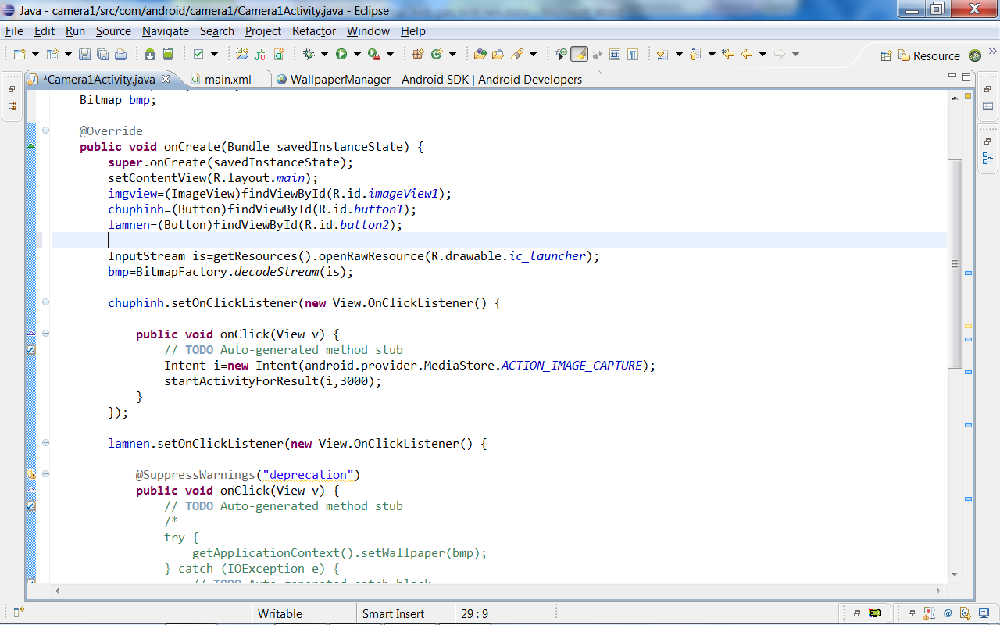 Java - camera1/src/com/android/camera1/Camera1Activity.java - Eclipse
File Edit Run Source Navigate Search Project Refactor Window Help
Resource
*Camera1Activity.java main.xml WallpaperManager - Android SDK | Android Developers
Bitmap bmp;
@Override
public void onCreate(Bundle savedInstanceState) {
super.onCreate(savedInstanceState);
setContentView(R.layout.main);
imgview=(ImageView)findViewById(R.id.imageView1);
chuphinh=(Button)findViewById(R.id.button1);
lamnen=(Button)findViewById(R.id.button2);
InputStream is=getResources().openRawResource(R.drawable.ic_launcher);
bmp=BitmapFactory.decodeStream(is);
chuphinh.setOnClickListener(new View.OnClickListener() {
public void onClick(View v) {
// TODO Auto-generated method stub
Intent i=new Intent(android.provider.MediaStore.ACTION_IMAGE_CAPTURE);
startActivityForResult(i,3000);
}
});
lamnen.setOnClickListener(new View.OnClickListener() {
@SuppressWarnings("deprecation")
public void onClick(View v) {
// TODO Auto-generated method stub
/*
try {
getApplicationContext().setWallpaper(bmp);
} catch (IOException e) {
// TODO Auto-generated catch block
Writable Smart Insert 29 : 9